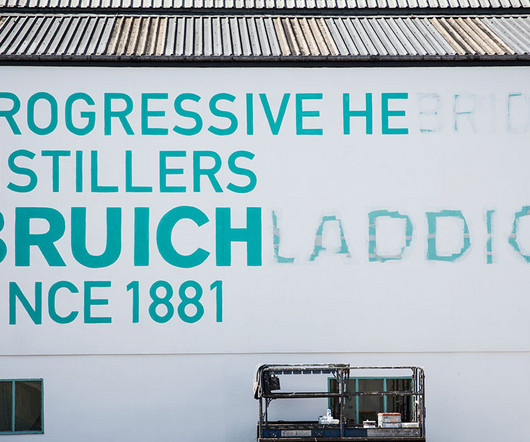 ROGRESSIVE HEBRID
STILLERS
BRUICHLADDIC
NCE 1881